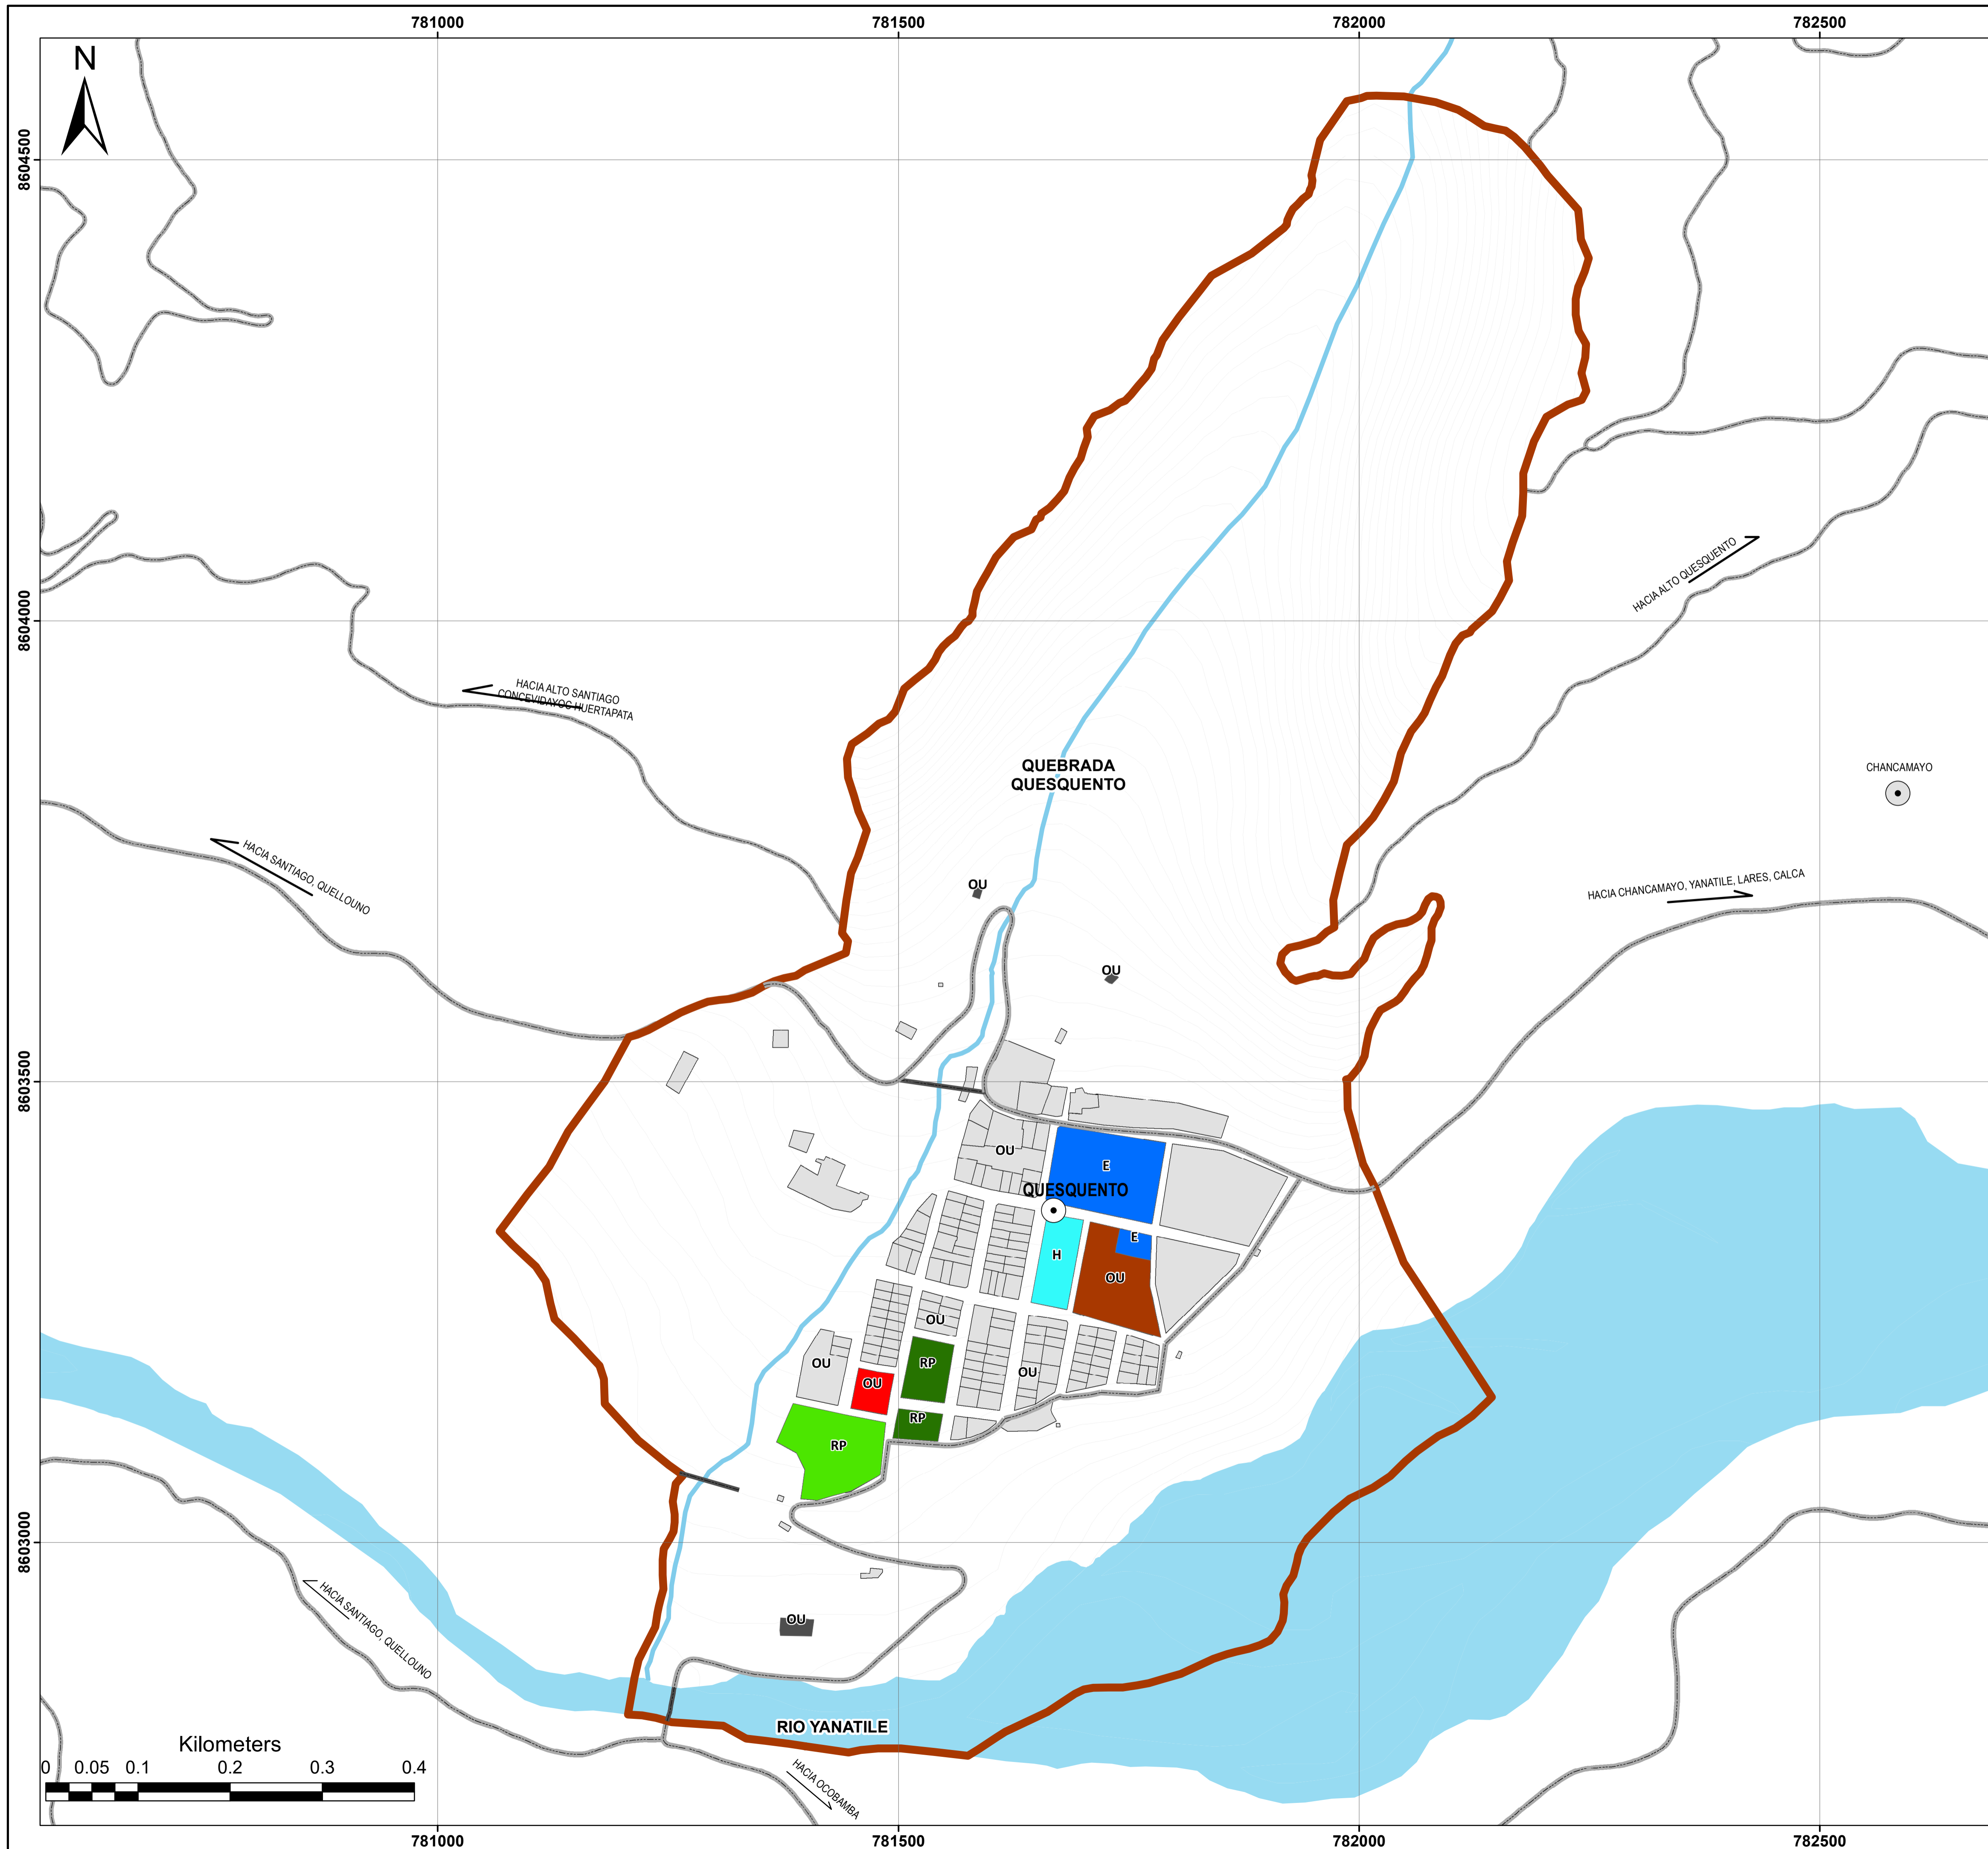 781000
781500
782000
782500
N
8604500
8604000
8603500
8603000
HACIA ALTO QUESQUENTO
HACIA ALTO SANTIAGO
CONCEVIDAYOC HUERTAPATA
QUEBRADA
QUESQUENTO
CHANCAMAYO
HACIA SANTIAGO, QUELLOUNO
HACIA CHANCAMAYO, YANATILE, LARES, CALCA
OU
OU
OU
E
QUESQUENTO
E
H
OU
OU
OU
RP
OU
OU
RP
RP
HACIA SANTIAGO, QUELLOUNO
OU
RIO YANATILE
HACIA OCOBAMBA
Kilometers
0 0.05 0.1 0.2 0.3 0.4
781000
781500
782000
782500